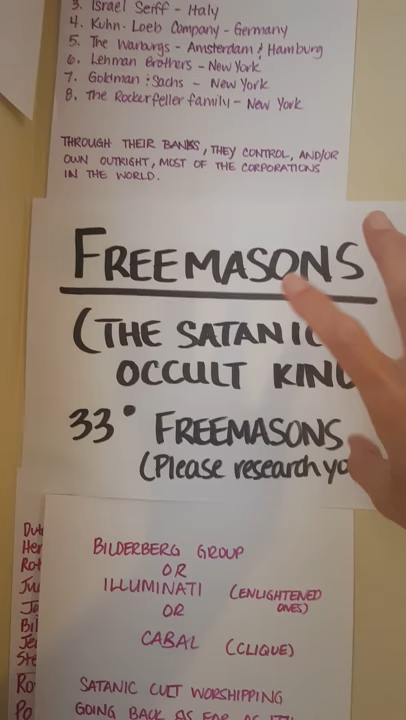 3. Israel Seiff - Italy
4. Kuhn-Loeb Company - Germany
5. The Warburgs - Amsterdam & Hamburg
6. Lehman Brothers - New York
7. Goldman : Sachs - New York
8. The Rockerfeller family - New York
THROUGH THEIR BANKS, THEY CONTROL, AND/OR
OWN OUTRIGHT, MOST OF THE CORPORATIONS
IN THE WORLD.
FREEMASONS
(THE SATANIC
OCCULT KIND
33° FREEMASONS
(Please research yo
BILDERBERG GROUP
OR
ILLUMINATI (ENLIGHTENED
ONES)
OR
CABAL (CLIQUE)
SATANIC CULT WORSHIPPING
GOING BACK AS FAR AS